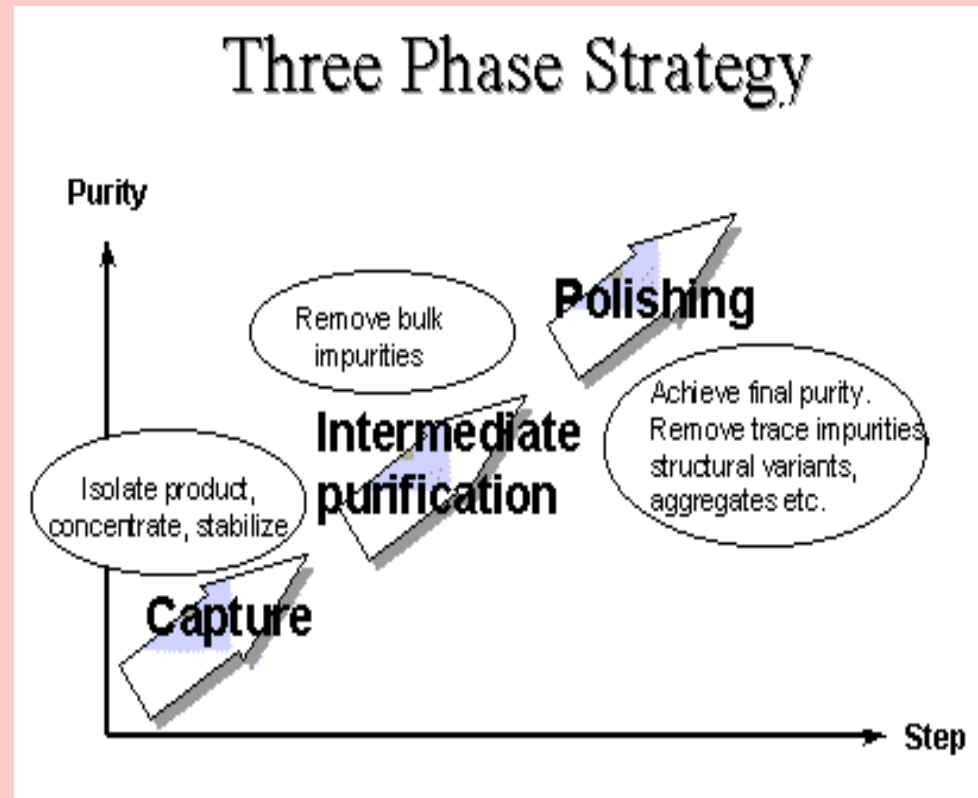 Three Phase Strategy
Purity
Remove bulk
impurities
Polishing
Achieve final purity.
Remove trace impurities,
structural variants,
aggregates etc.
Intermediate
purification
Isolate product,
concentrate, stabilize
Capture
Step